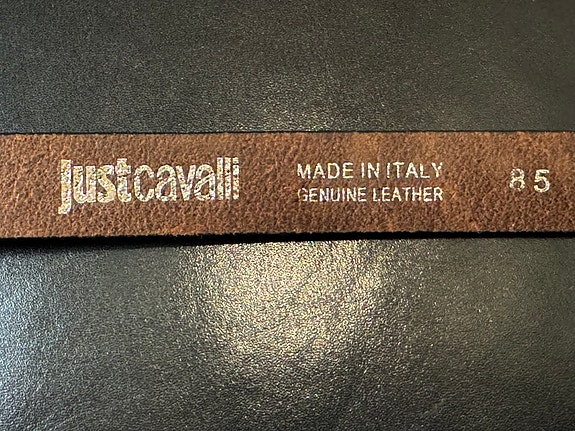 justcavalli
MADE IN ITALY
GENUINE LEATHER
85